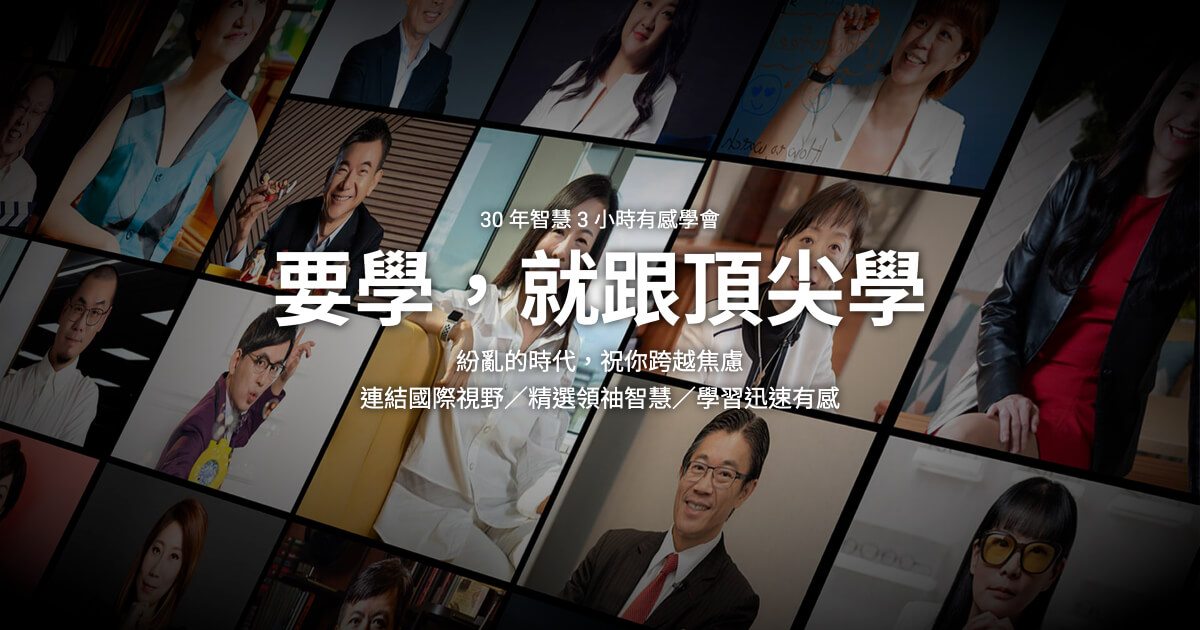 30 年智慧 3 小時有感學會
要學，就跟頂尖學
紛亂的時代，祝你跨越焦慮
連結國際視野／精選領袖智慧／學習迅速有感